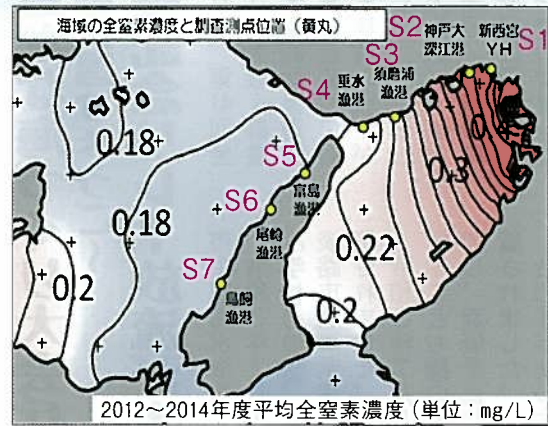 海域の全窒素濃度と調査測点位置（黄丸）
S2
神戸大
深江港
新西宮
YH
S1
S3
須磨浦
漁港
S4
垂水
漁港
0.18
0.4
S5
0.3
富島
漁港
0.18
S6
尾崎
漁港
0.22
S7
鳥飼
漁港
0.2
0.2
2012～2014年度平均全窒素濃度（単位：mg/L）